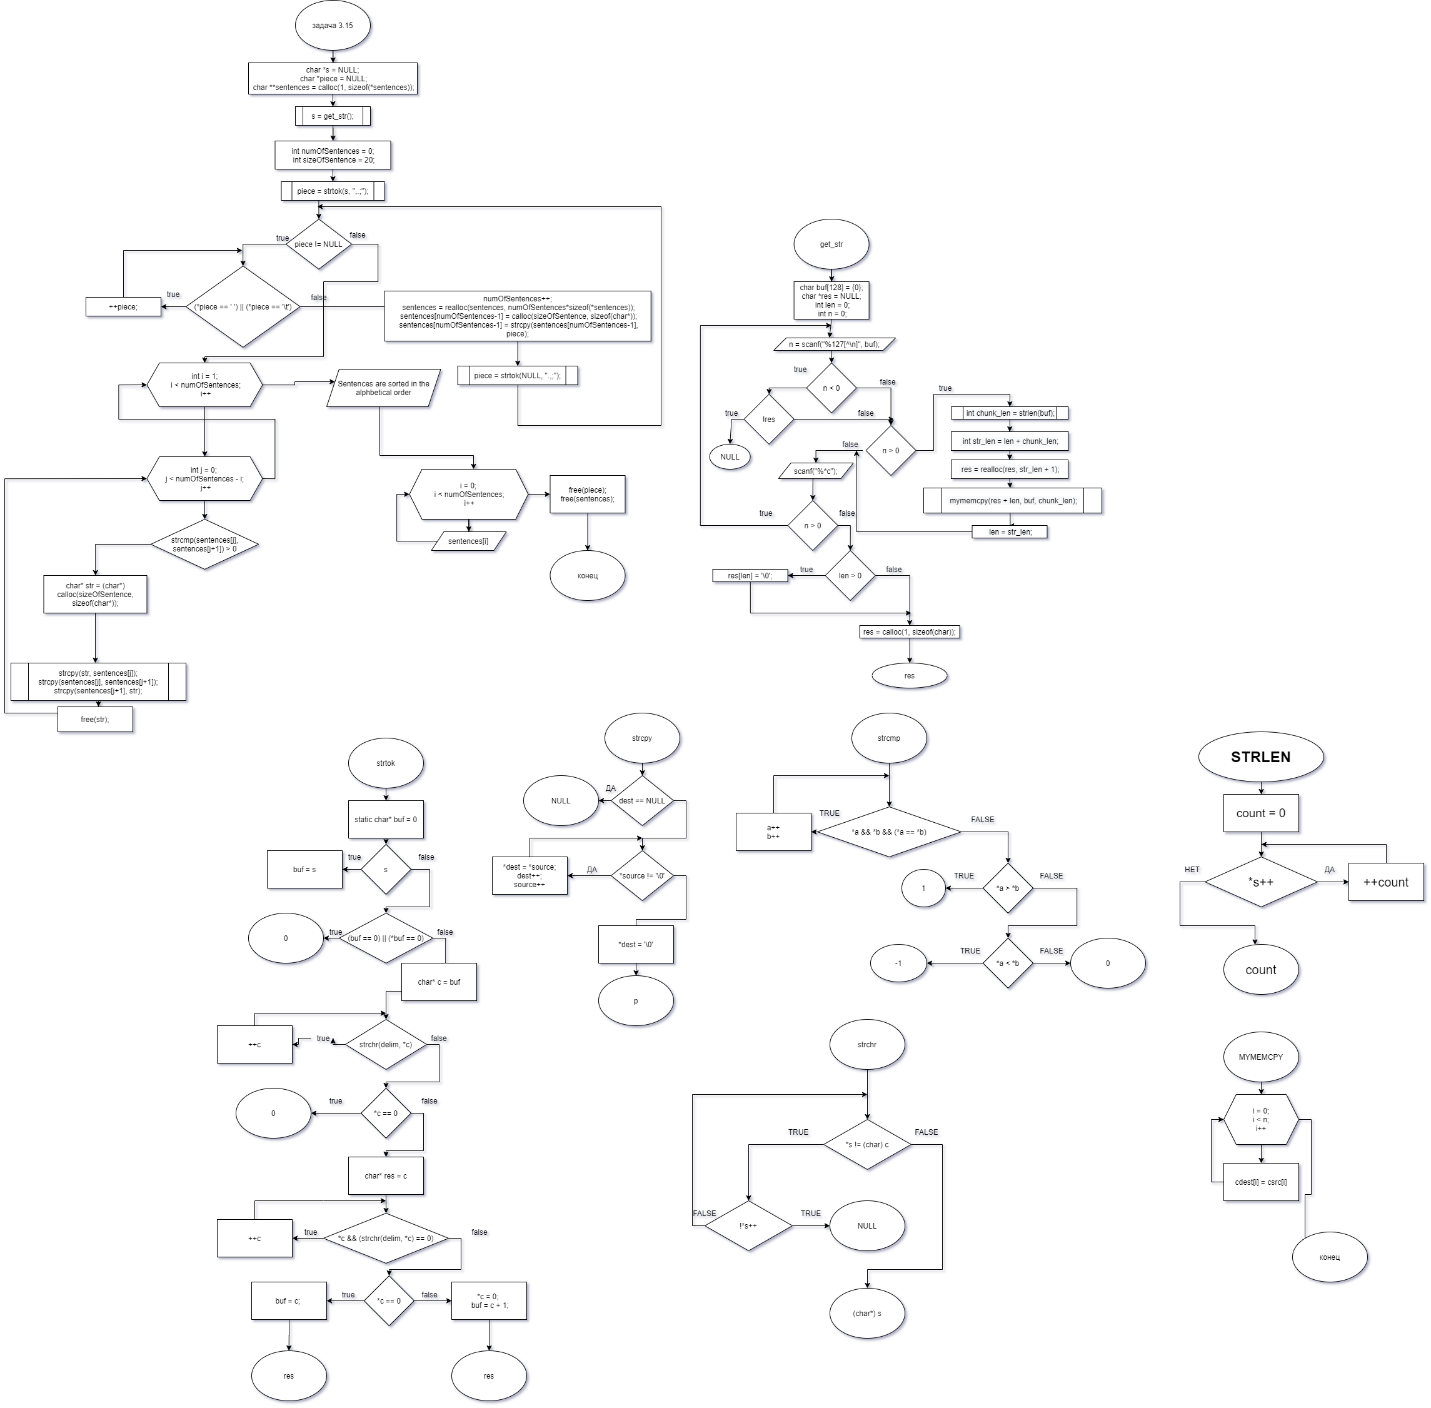 задача 3.15
char *s = NULL;
char *piece = NULL;
char **sentences = calloc(1, sizeof(*sentences));
s = get_str();
int numOfSentences = 0;
int sizeOfSentence = 20;
piece = strtok(s, ".,;");
piece != NULL
true
false
(*piece == ' ') || (*piece == '\t')
true
false
++piece;
numOfSentences++;
sentences = realloc(sentences, numOfSentences*sizeof(*sentences));
sentences[numOfSentences-1] = calloc(sizeOfSentence, sizeof(char*));
sentences[numOfSentences-1] = strcpy(sentences[numOfSentences-1],
piece);
piece = strtok(NULL, ".,;");
int i = 1;
i < numOfSentences;
i++
Sentences are sorted in the
alphbetical order
int j = 0;
j < numOfSentences - i;
j++
strcmp(sentences[j],
sentences[j+1]) > 0
char* str = (char*)
calloc(sizeOfSentence,
sizeof(char*));
strcpy(str, sentences[j]);
strcpy(sentences[j], sentences[j+1]);
strcpy(sentences[j+1], str);
free(str);
i = 0;
i < numOfSentences;
i++
sentences[i]
free(piece);
free(sentences);
конец
get_str
char buf[128] = {0};
char *res = NULL;
int len = 0;
int n = 0;
n = scanf("%127[^\n]", buf);
n < 0
true
false
!res
true
false
NULL
n > 0
true
false
int chunk_len = strlen(buf);
int str_len = len + chunk_len;
res = realloc(res, str_len + 1);
mymemcpy(res + len, buf, chunk_len);
len = str_len;
scanf("%*c");
n > 0
true
false
len > 0
true
false
res[len] = '\0';
res = calloc(1, sizeof(char));
res
strtok
static char* buf = 0
s
true
false
buf = s
(buf == 0) || (*buf == 0)
true
false
0
char* c = buf
strchr(delim, *c)
true
false
++c
*c == 0
true
false
0
char* res = c
*c && (strchr(delim, *c) == 0)
true
false
++c
*c == 0
true
false
buf = c;
*c = 0;
buf = c + 1;
res
res
strcpy
dest == NULL
ДА
NULL
*source != '\0'
ДА
*dest = *source;
dest++;
source++
*dest = '\0'
p
strcmp
*a && *b && (*a == *b)
TRUE
FALSE
a++
b++
*a > *b
TRUE
FALSE
1
*a < *b
TRUE
FALSE
-1
0
strchr
*s != (char) c
TRUE
FALSE
!*s++
FALSE
TRUE
NULL
(char*) s
STRLEN
count = 0
*s++
НЕТ
ДА
++count
count
MYMEMCPY
i = 0;
i < n;
i++
cdest[i] = csrc[i]
конец